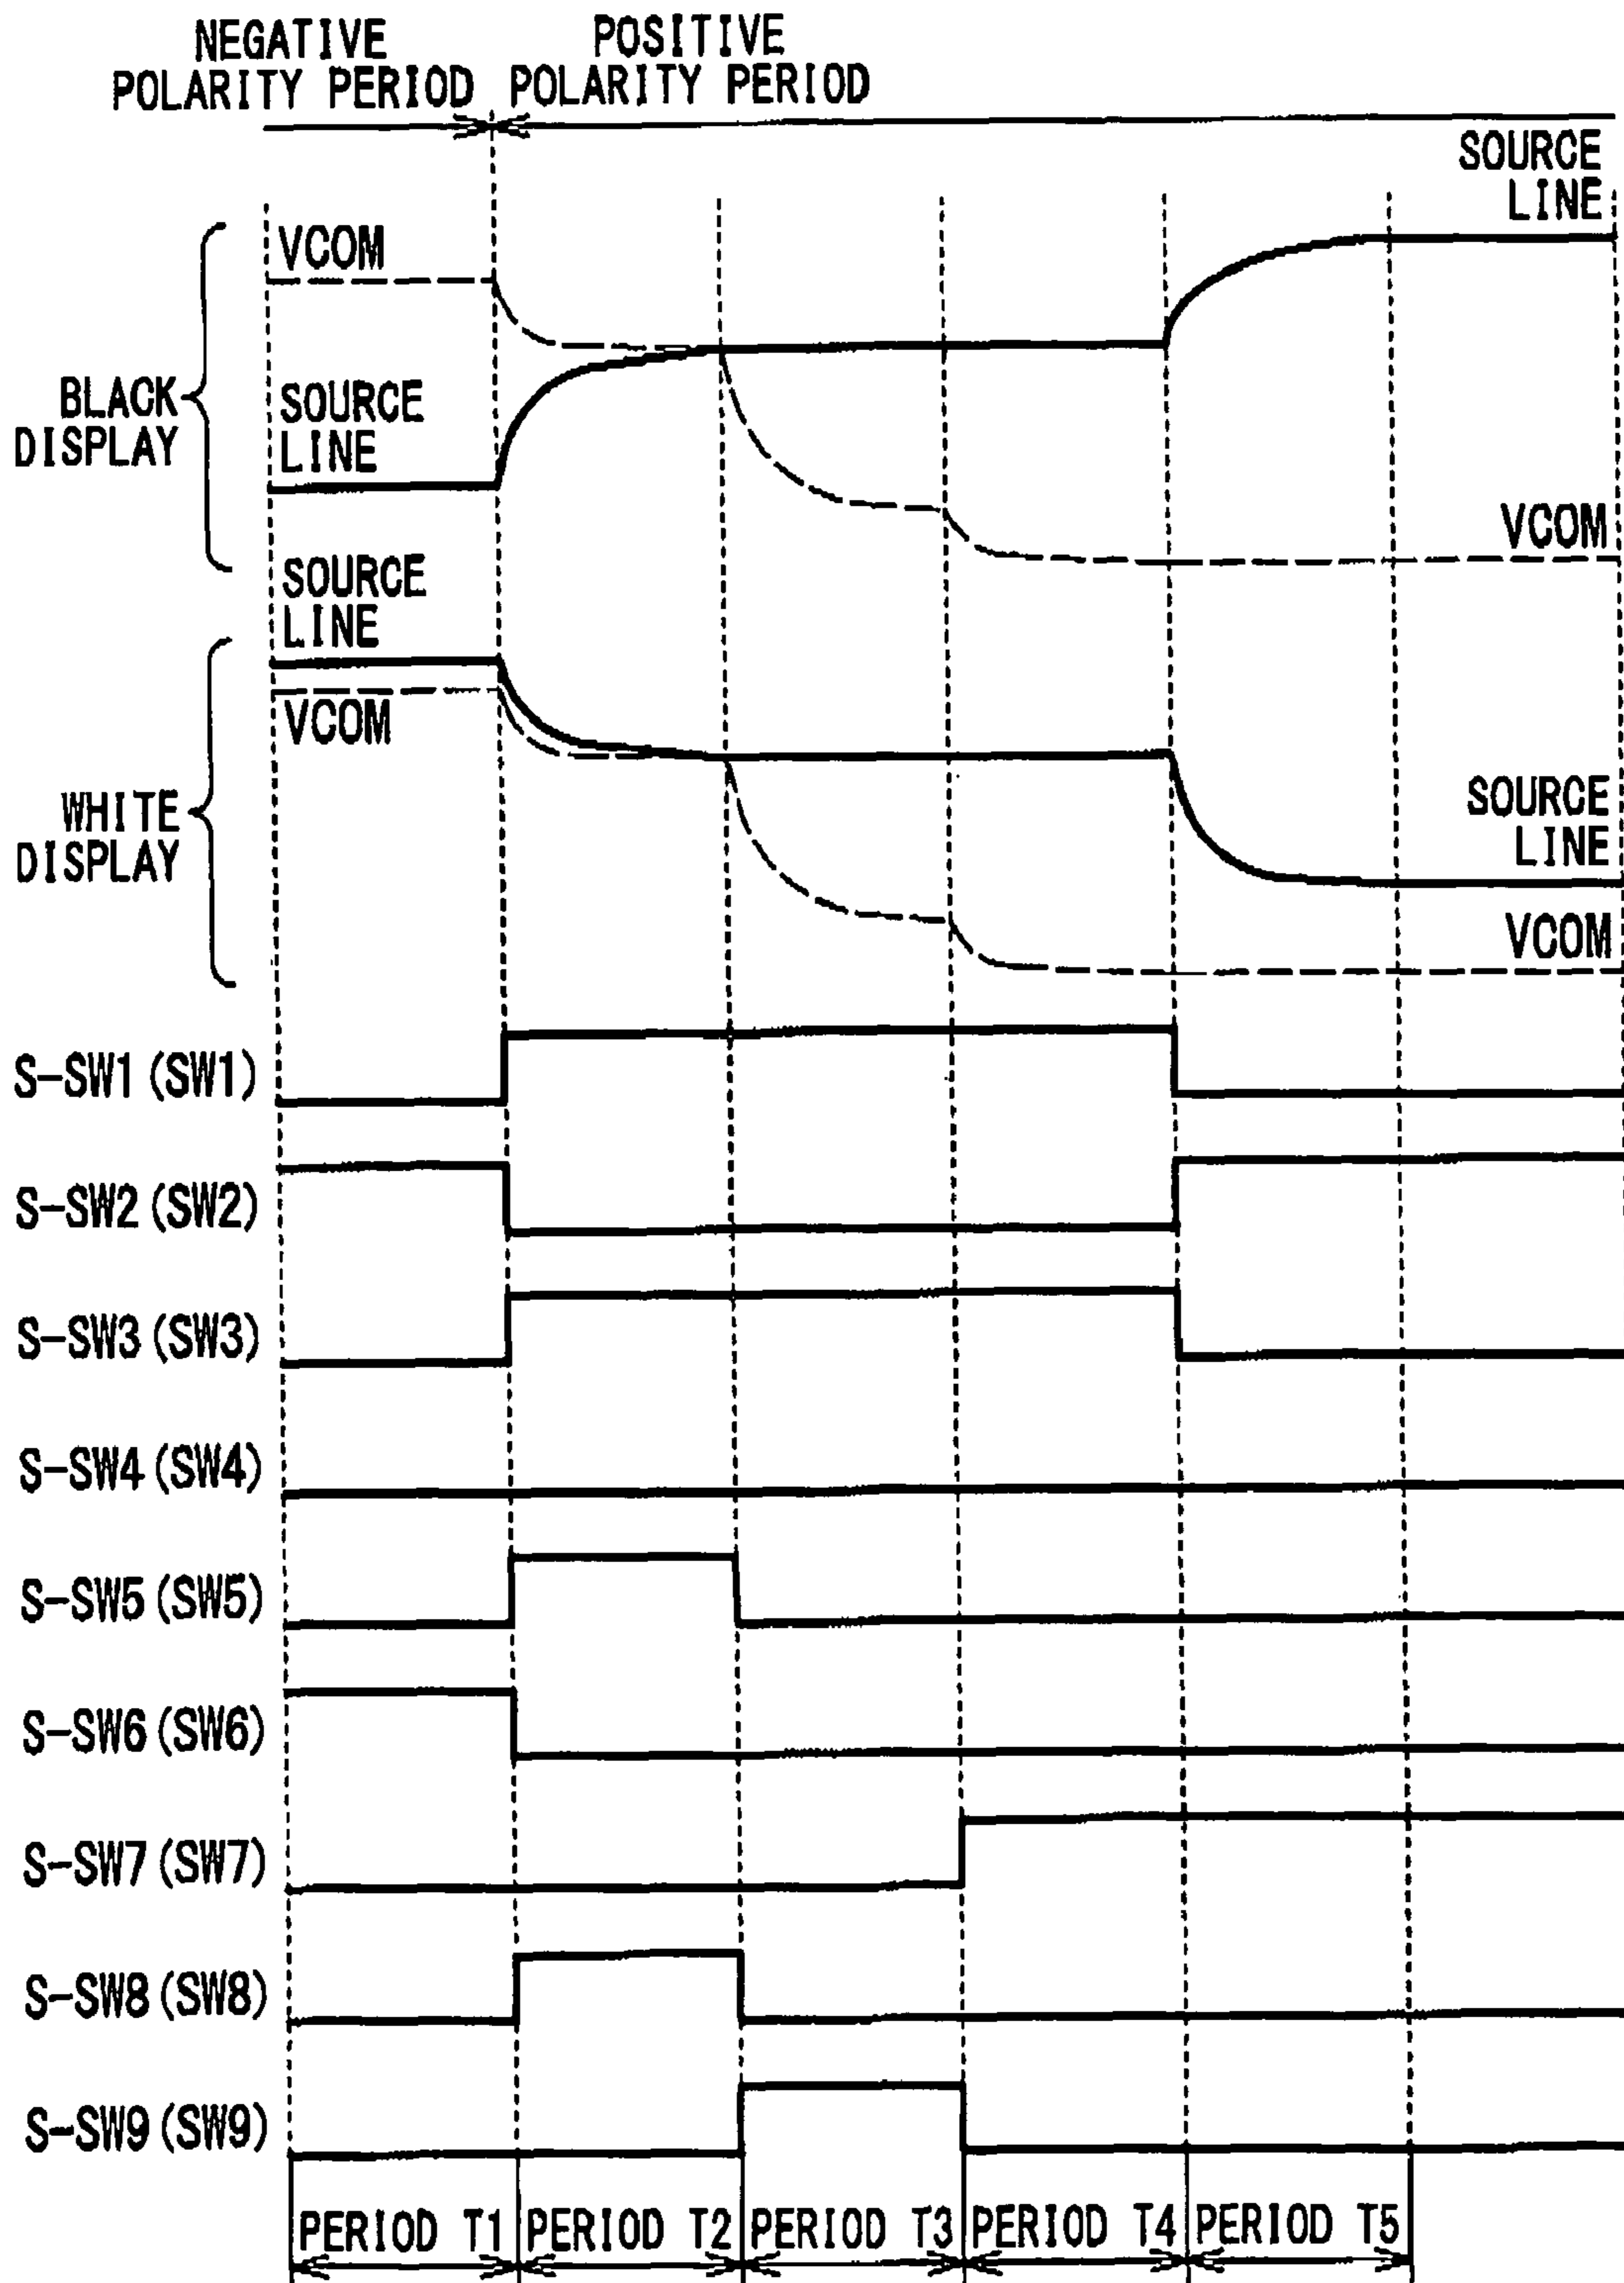 NEGATIVE
POLARITY PERIOD
POSITIVE
POLARITY PERIOD
SOURCE
LINE
VCOM
BLACK
DISPLAY
SOURCE
LINE
VCOM
SOURCE
LINE
VCOM
WHITE
DISPLAY
SOURCE
LINE
VCOM
S-SW1(SW1)
S-SW2(SW2)
S-SW3(SW3)
S-SW4(SW4)
S-SW5(SW5)
S-SW6(SW6)
S-SW7(SW7)
S-SW8(SW8)
S-SW9(SW9)
PERIOD T1 PERIOD T2 PERIOD T3 PERIOD T4 PERIOD T5